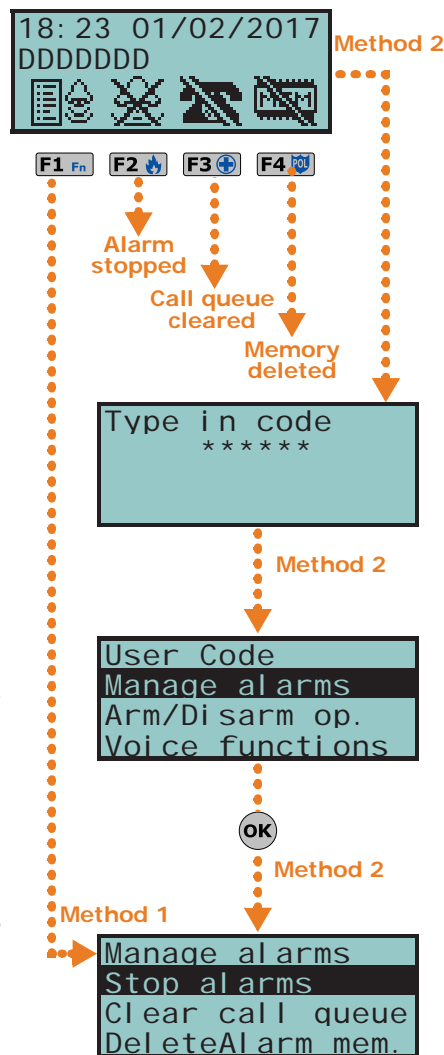 18:23 01/02/2017
DDDDDDD
Method 2
MEM
F1 Fn
F2
F3
F4 POL
Alarm
stopped
Call queue
cleared
Memory
deleted
Type in code
******
Method 2
User Code
Manage alarms
Arm/Disarm op.
Voice functions
OK
Method 2
Method 1
Manage alarms
Stop alarms
Clear call queue
DeleteAlarm mem.